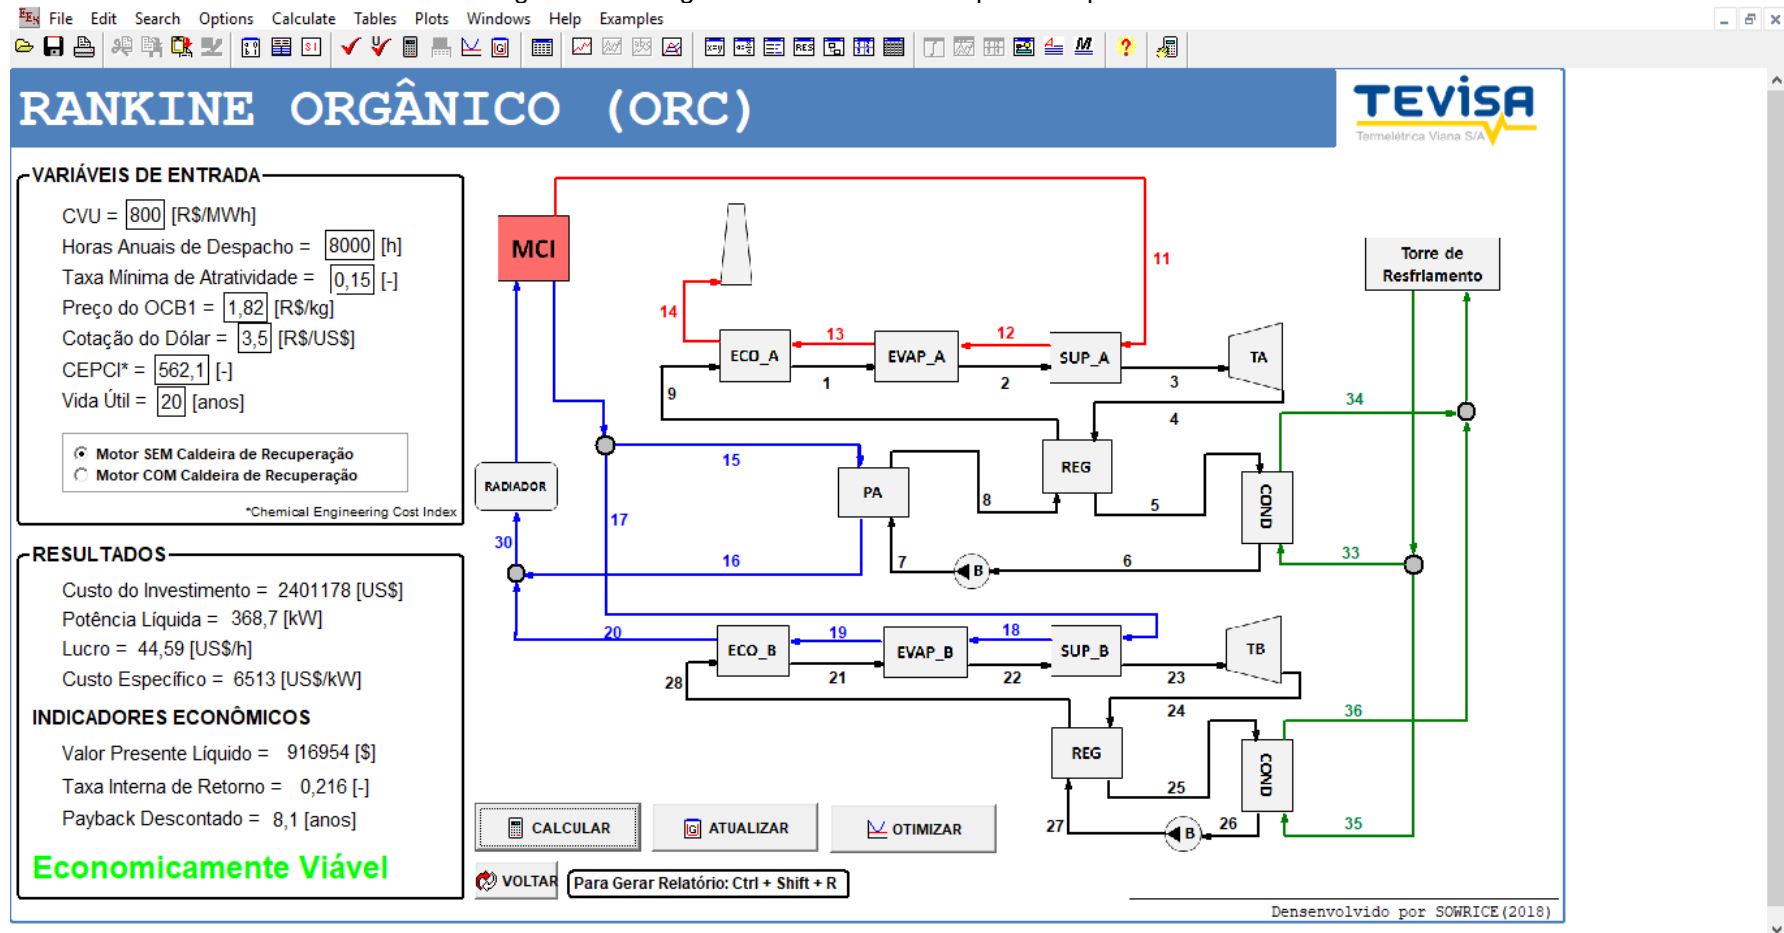 File Edit Search Options Calculate Tables Plots Windows Help Examples
RANKINE ORGÂNICO (ORC)
TEVISA
Termelétrica Viana S/A
VARIÁVEIS DE ENTRADA
CVU = 800 [R$/MWh]
Horas Anuais de Despacho = 8000 [h]
Taxa Mínima de Atratividade = 0,15 [-]
Preço do OCB1 = 1,82 [R$/kg]
Cotação do Dólar = 3,5 [R$/US$]
CEPCI* = 562,1 [-]
Vida Útil = 20 [anos]
Motor SEM Caldeira de Recuperação
Motor COM Caldeira de Recuperação
*Chemical Engineering Cost Index
RESULTADOS
Custo do Investimento = 2401178 [US$]
Potência Líquida = 368,7 [kW]
Lucro = 44,59 [US$/h]
Custo Específico = 6513 [US$/kW]
INDICADORES ECONÔMICOS
Valor Presente Líquido = 916954 [$]
Taxa Interna de Retorno = 0,216 [-]
Payback Descontado = 8,1 [anos]
Economicamente Viável
MCI
11
Torre de
Resfriamento
14
13
12
ECO_A
EVAP_A
SUP_A
TA
1
2
3
9
4
34
15
REG
RADIADOR
PA
8
5
COND
17
30
16
7
B
6
33
20
19
18
ECO_B
EVAP_B
SUP_B
TB
28
21
22
23
24
36
REG
COND
25
27
B
26
35
CALCULAR
ATUALIZAR
OTIMIZAR
VOLTAR
Para Gerar Relatório: Ctrl + Shift + R
Densenvolvido por SOWRICE(2018)